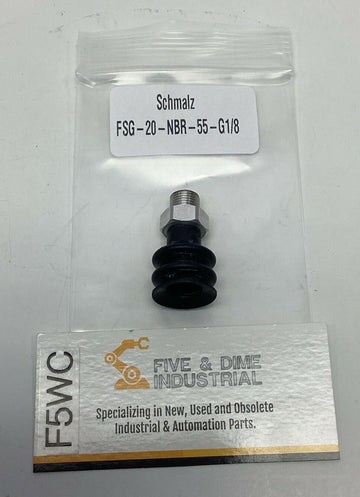 Schmalz
FSG-20-NBR-55-G1/8
F5WC
FIVE & DIME
INDUSTRIAL
Specializing in New, Used and Obsolete
Industrial & Automation Parts.